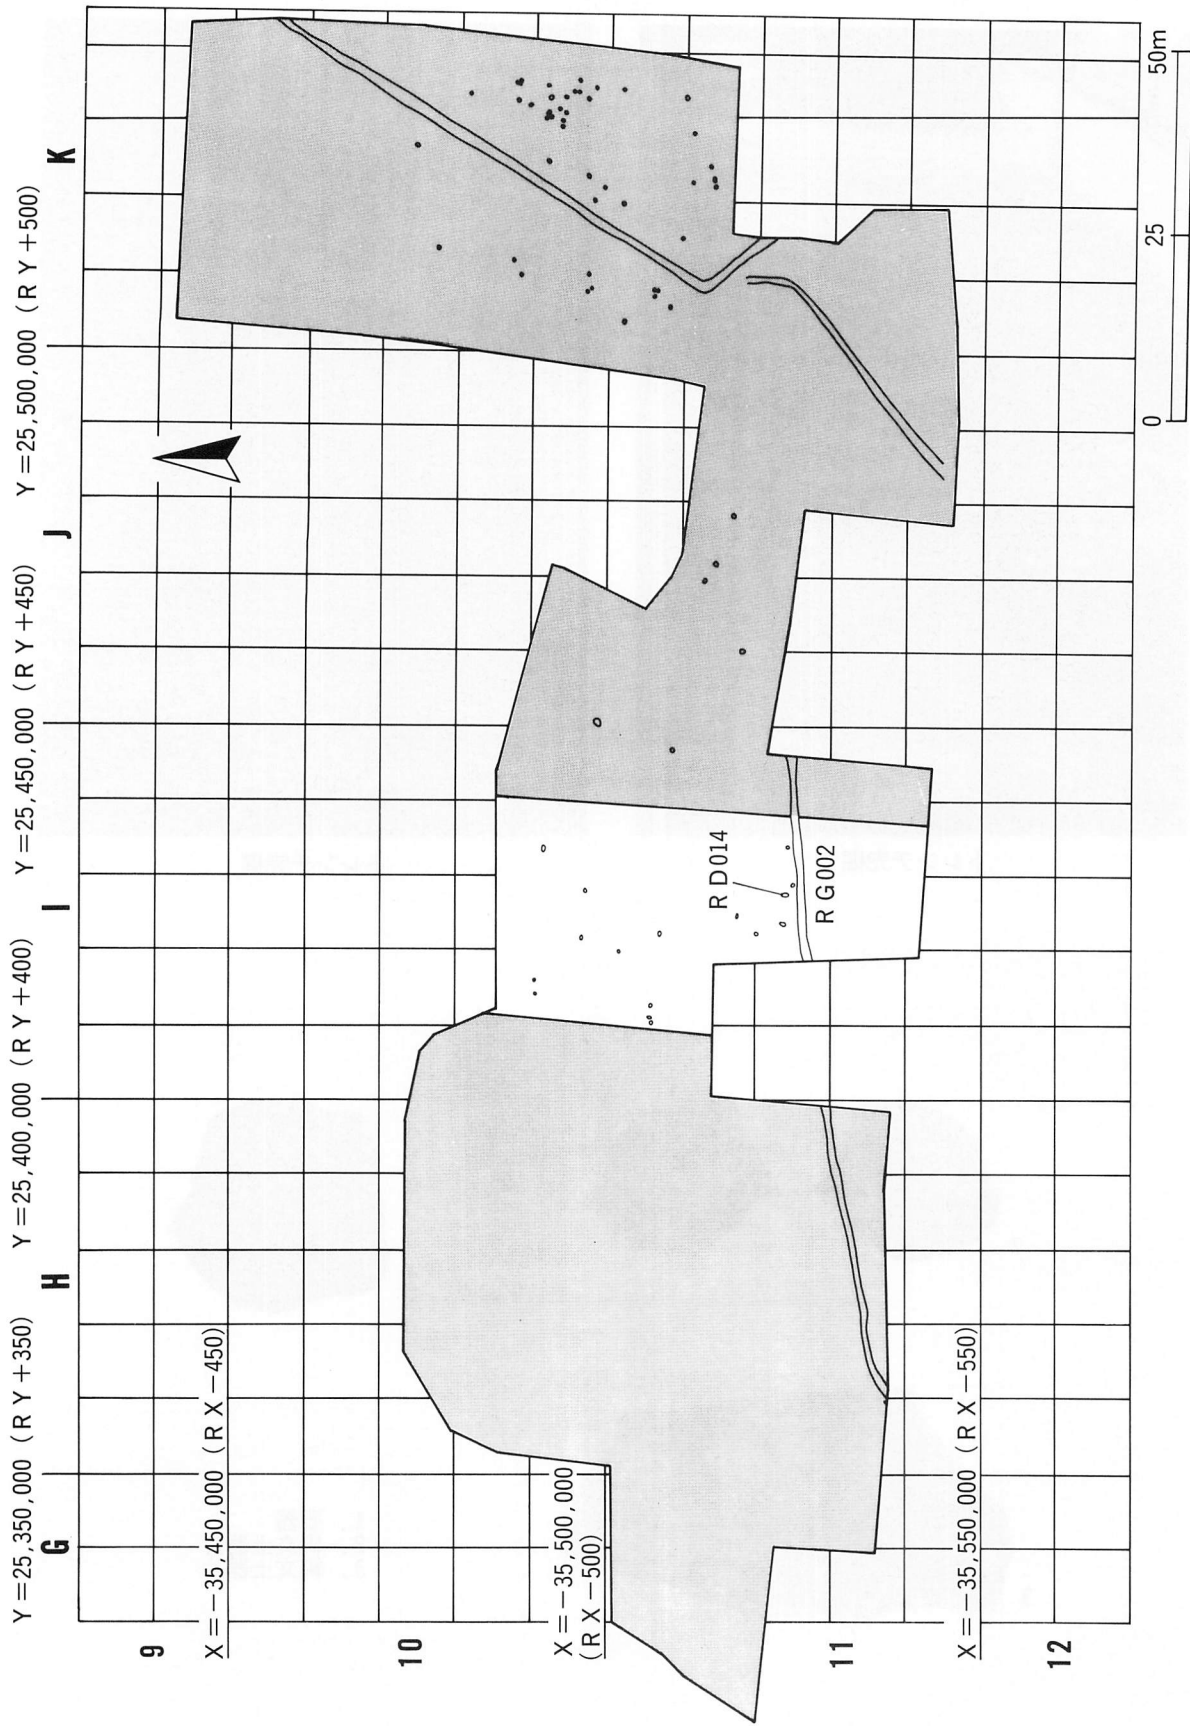 Y=25,350,000 (RY+350)
Y=25,400,000 (RY+400)
Y=25,450,000 (RY+450)
Y=25,500,000 (RY+500)
G
H
I
J
K
9
X=-35,450,000 (RX-450)
10
X=-35,500,000
(RX-500)
RD014
RG002
11
X=-35,550,000 (RX-550)
12
0
25
50m